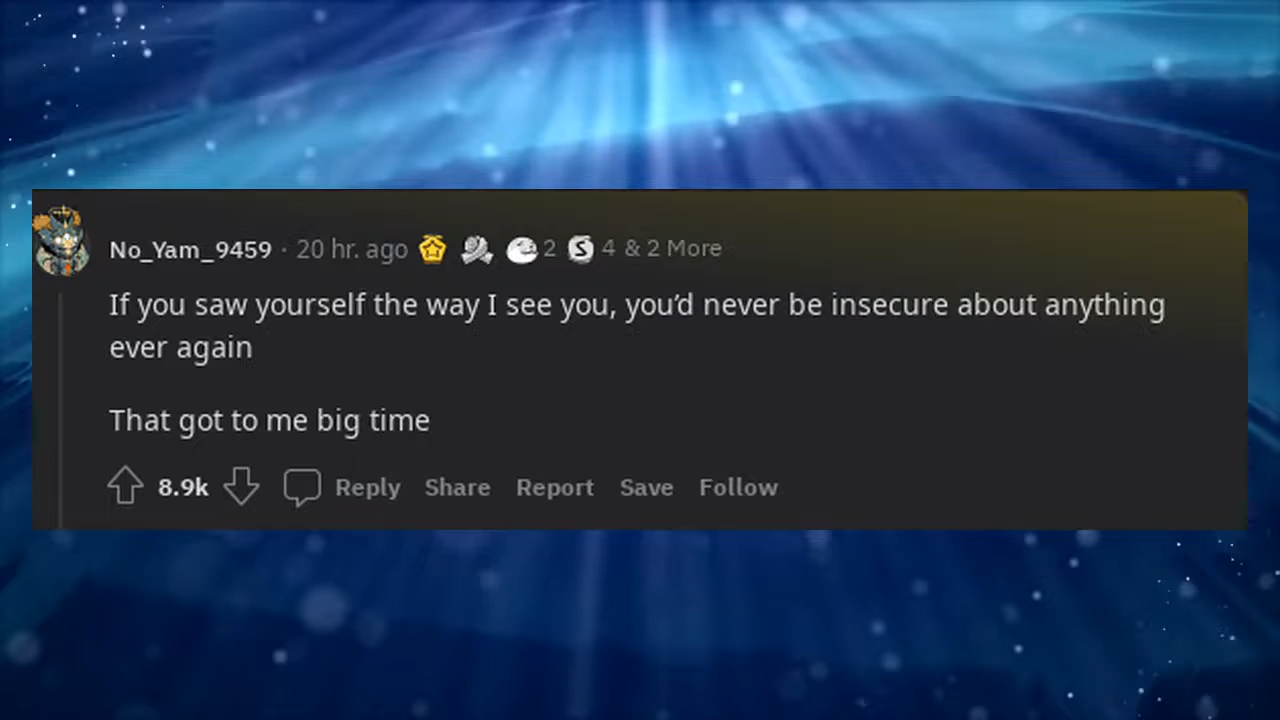 No_Yam_9459 · 20 hr. ago 2 S 4 & 2 More
If you saw yourself the way I see you, you’d never be insecure about anything
ever again
That got to me big time
8.9k Reply Share Report Save Follow